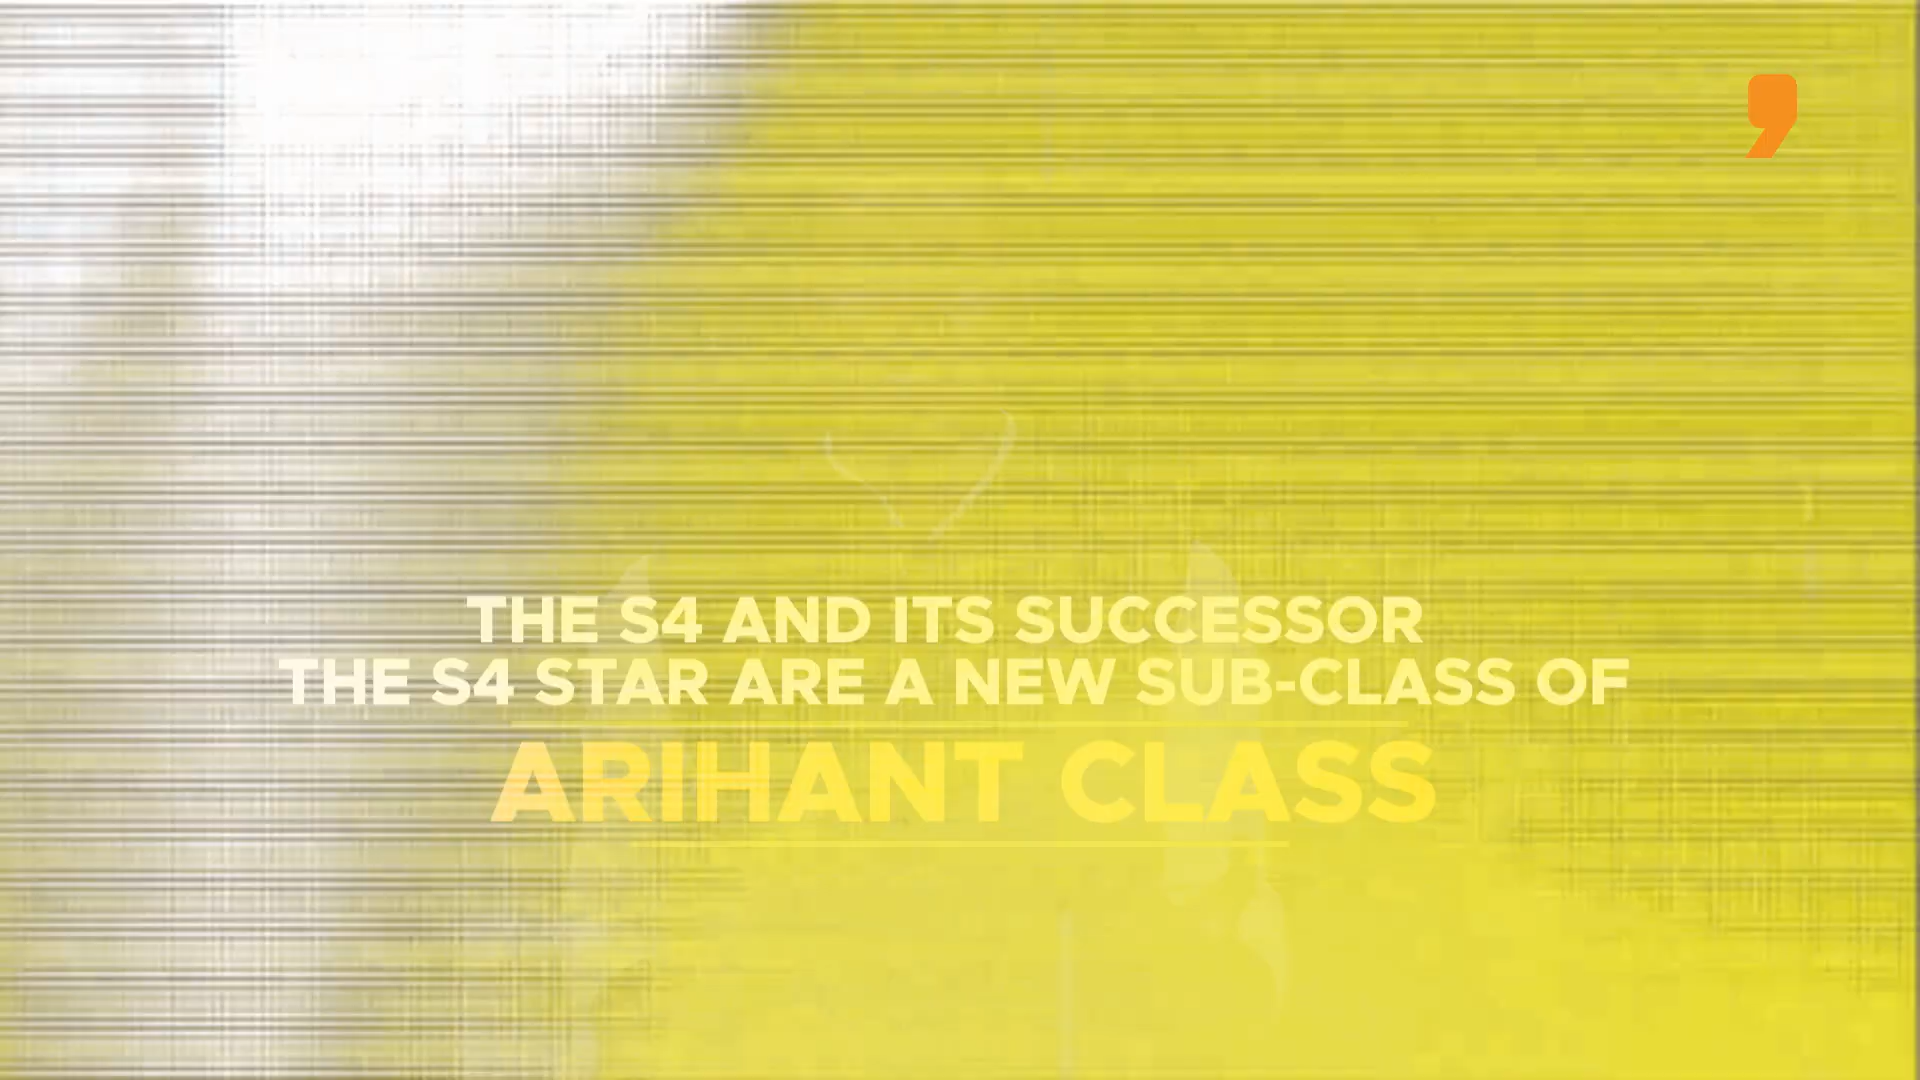 THE S4 AND ITS SUCCESSOR
THE S4 STAR ARE A NEW SUB-CLASS OF
ARIHANT CLASS